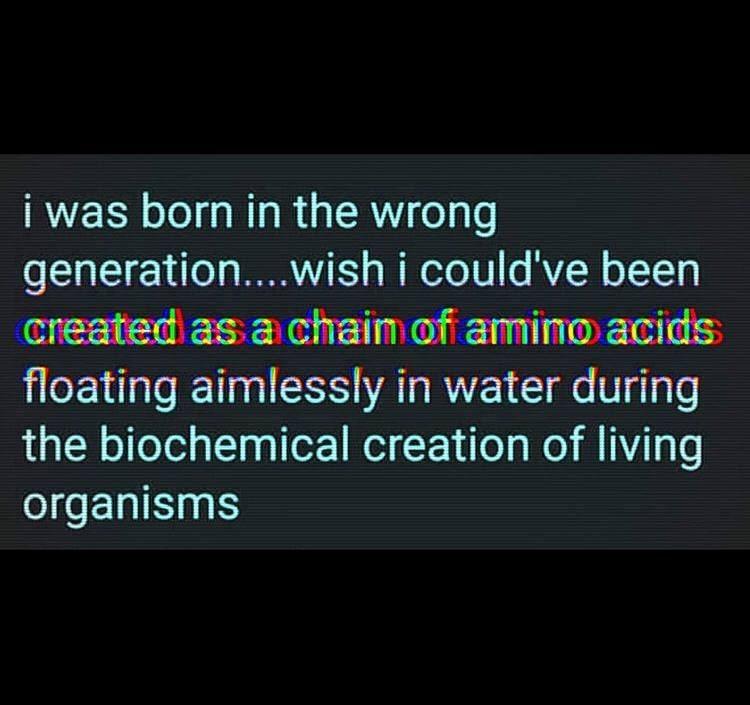 i was born in the wrong
generation....wish i could've been
created as a chain of amino acids
floating aimlessly in water during
the biochemical creation of living
organisms